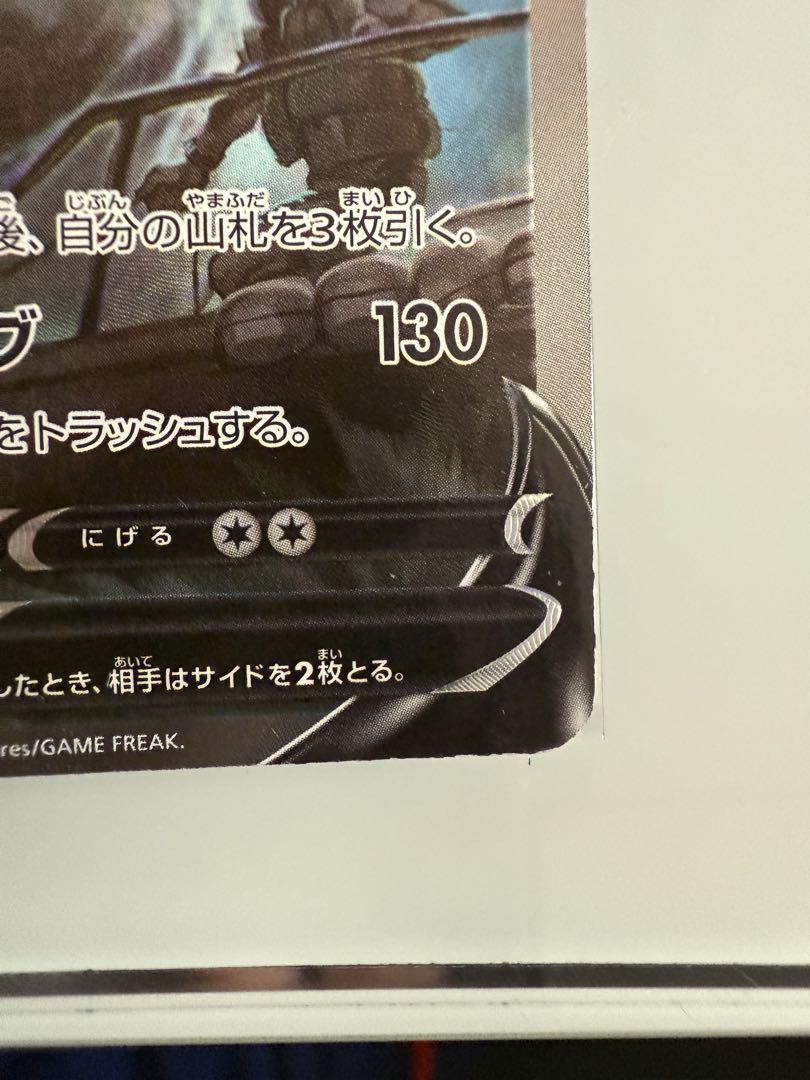 後、自分の山札を3枚引く。
ブ 130
をトラッシュする。
にげる
したとき、相手はサイドを2枚とる。
res/GAME FREAK.